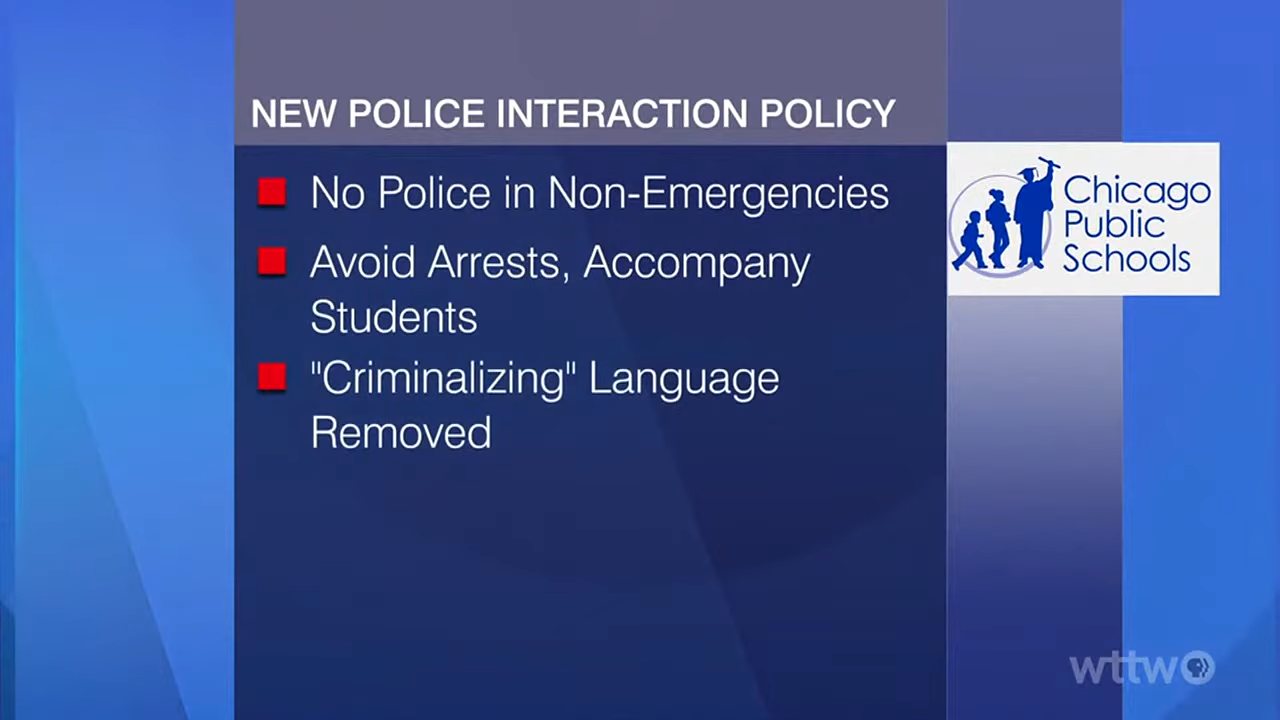 NEW POLICE INTERACTION POLICY
No Police in Non-Emergencies
Avoid Arrests, Accompany
Students
"Criminalizing" Language
Removed
Chicago
Public
Schools
wttw